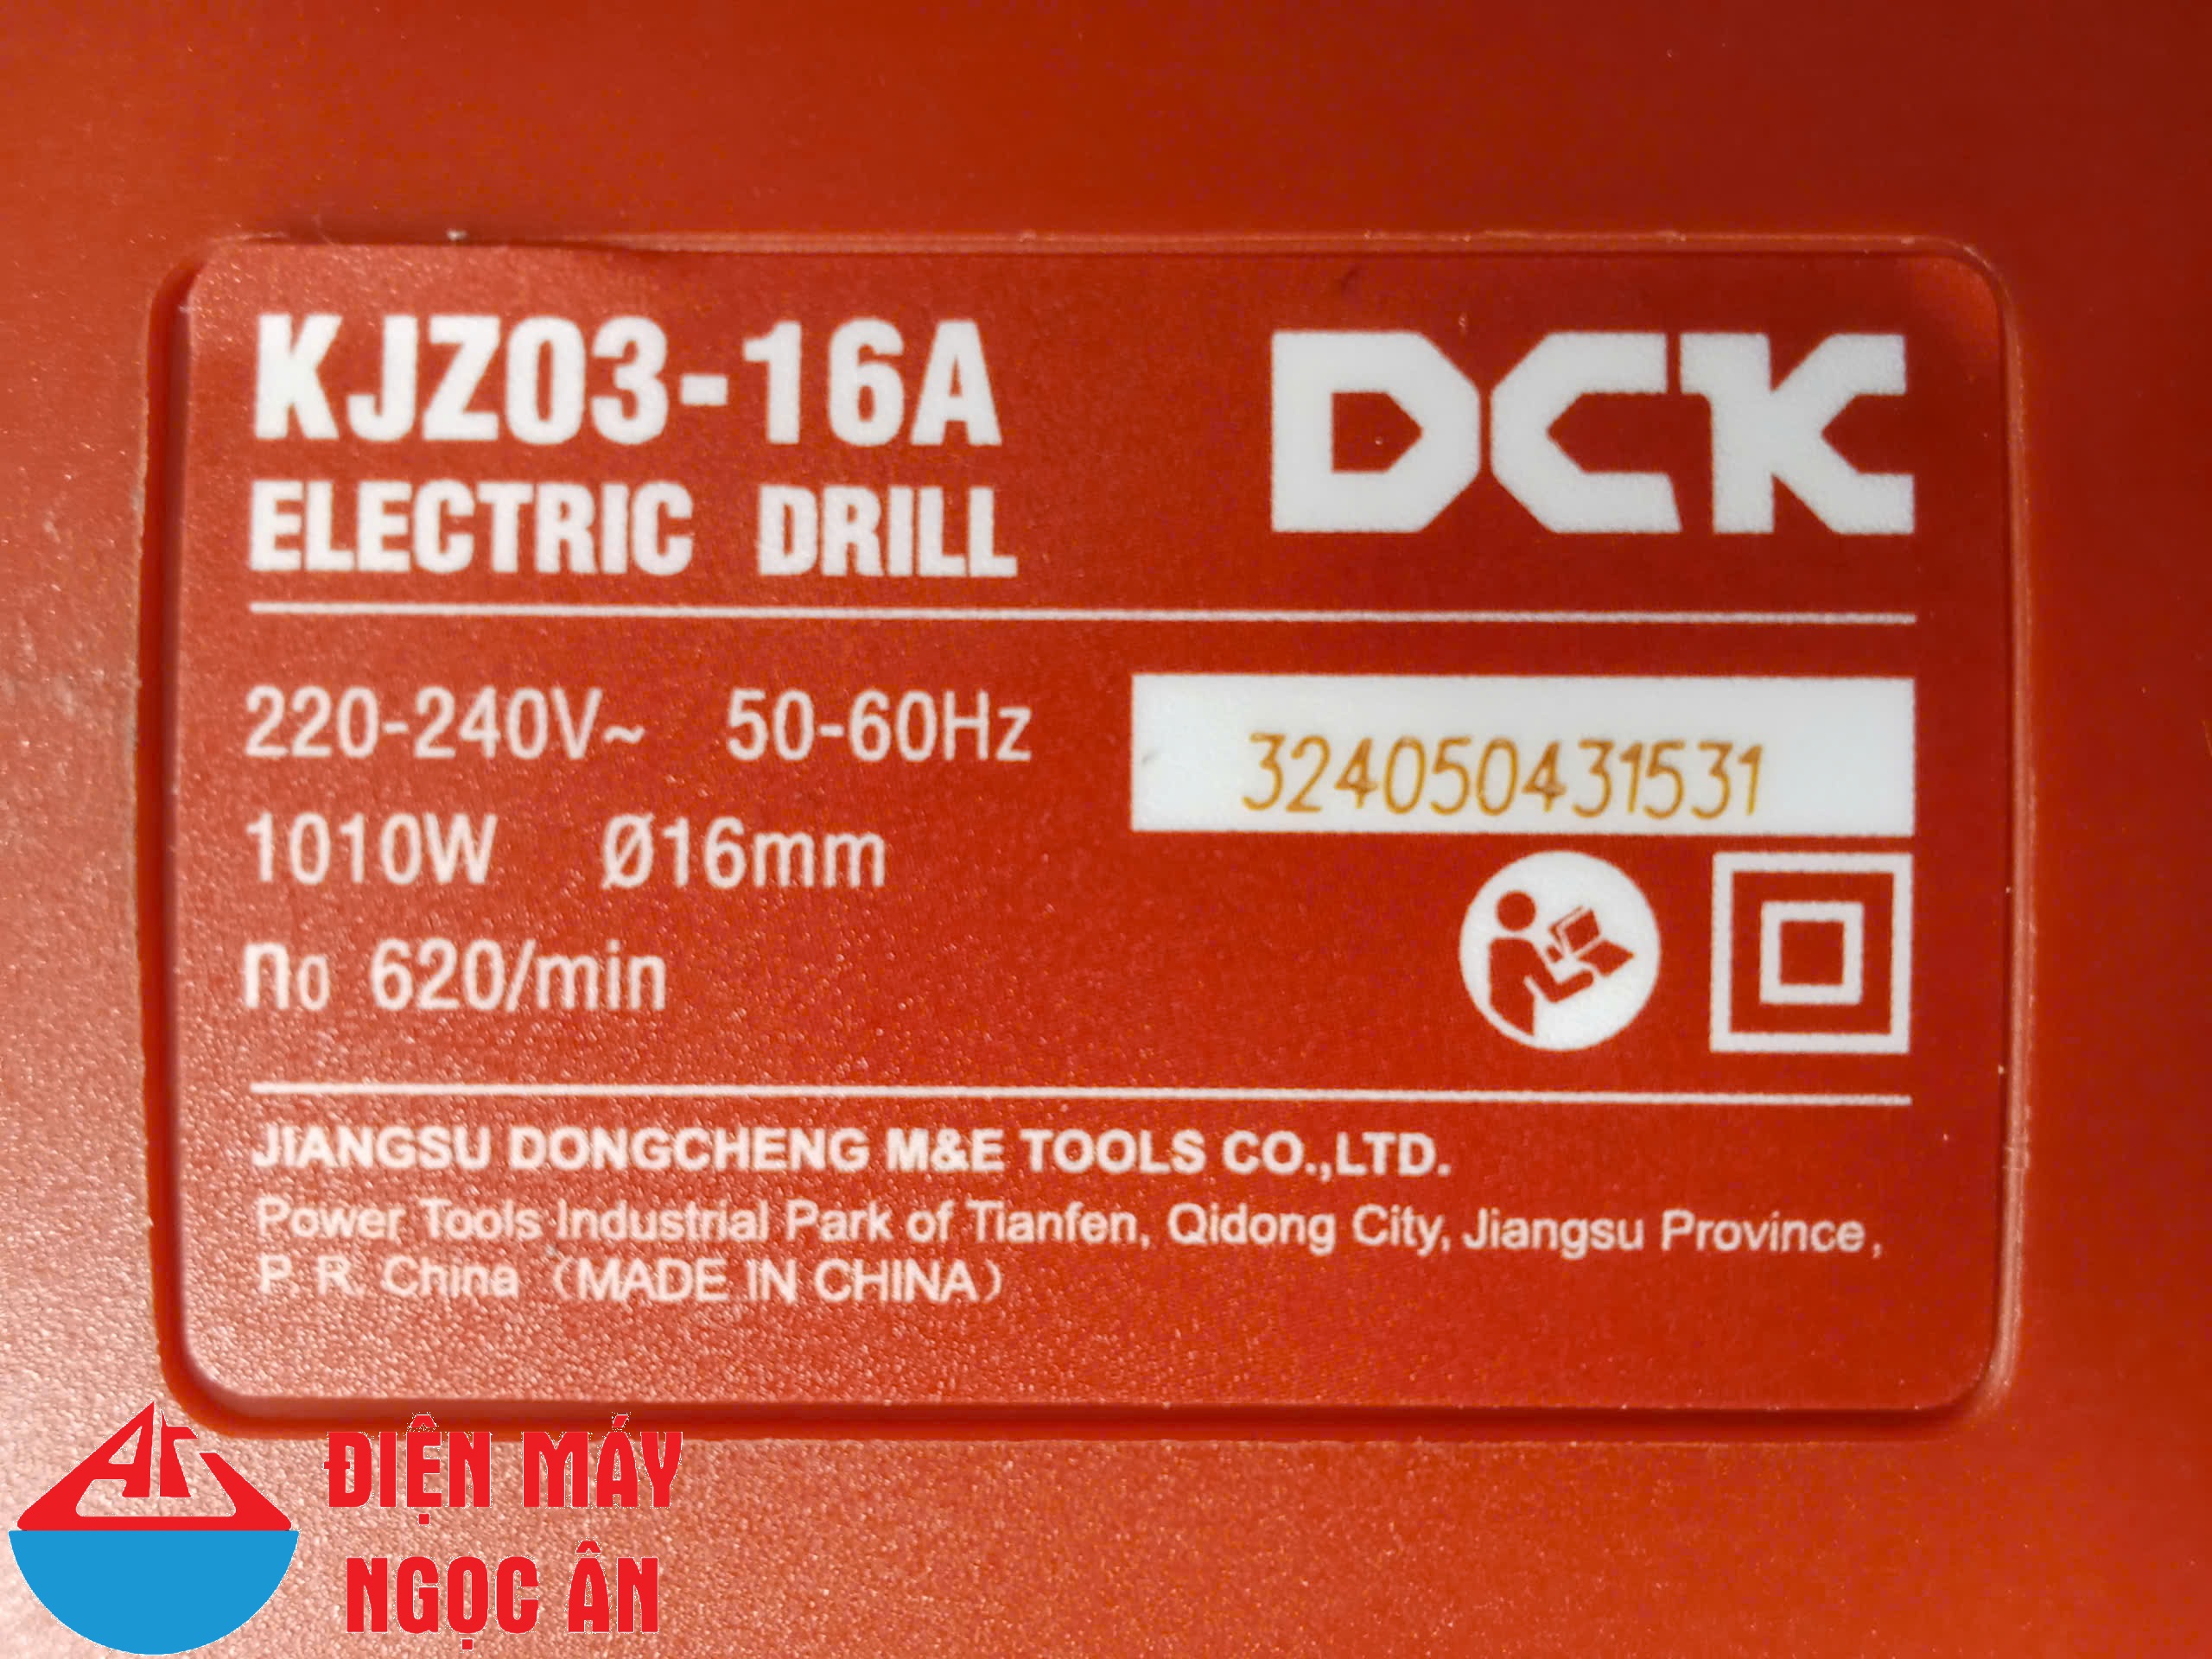 KJZ03-16A
DCK
ELECTRIC DRILL
220-240V~ 50-60Hz
324050431531
1010W Ø16mm
n0 620/min
JIANGSU DONGCHENG M&E TOOLS CO.,LTD.
Power Tools Industrial Park of Tianfen, Qidong City, Jiangsu Province,
P. R. China (MADE IN CHINA)
ĐIỆN MÁY
NGỌC ÂN